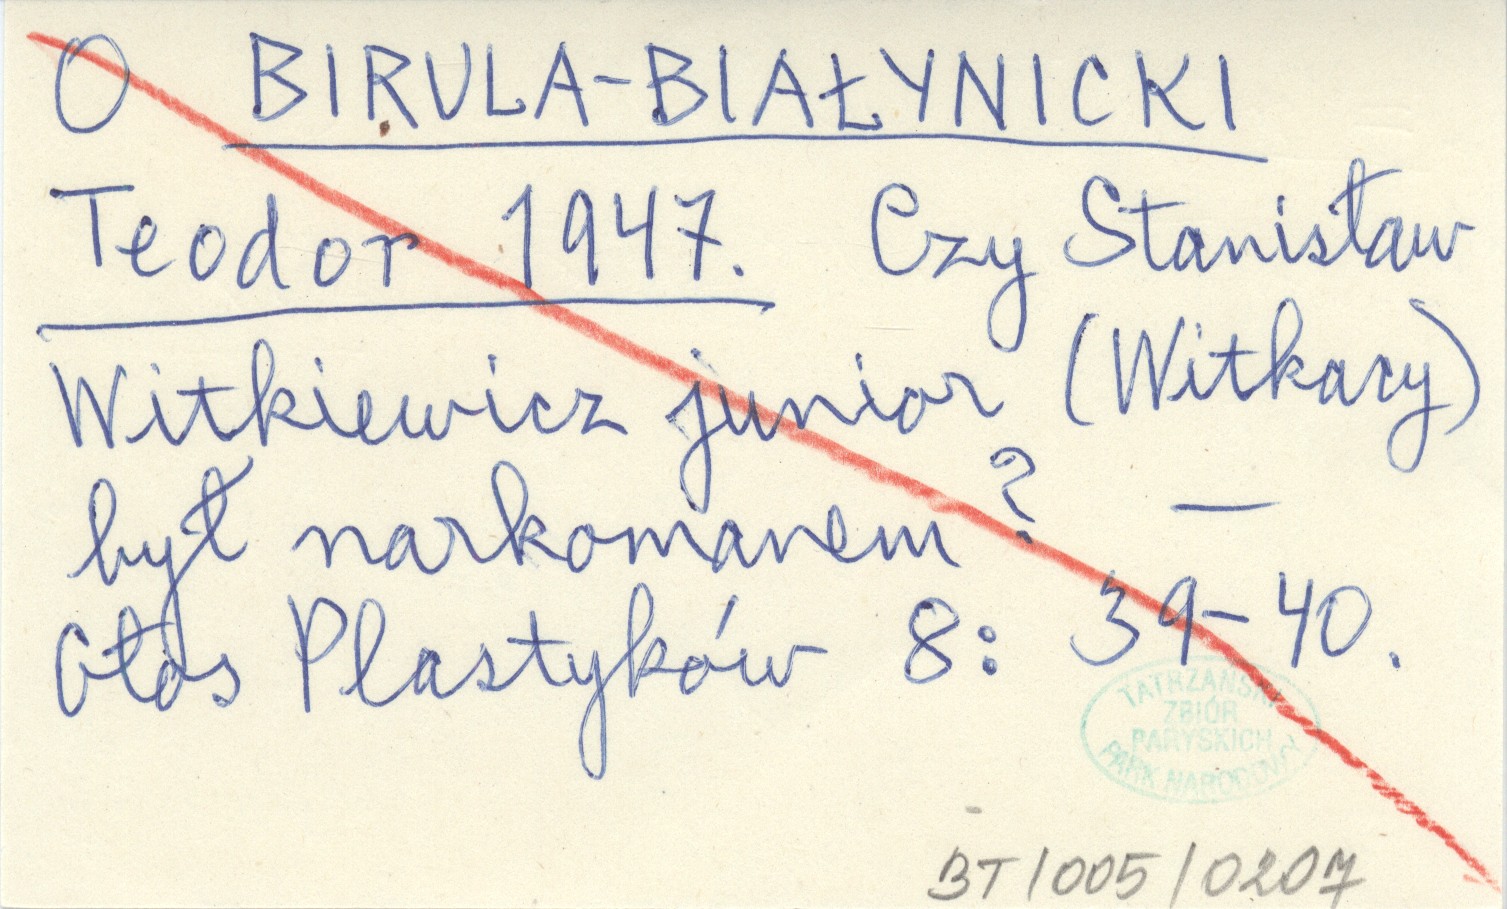 O BIRULA-BIAŁYNICKI
Teodor 1947. Czy Stanisław
Witkiewicz junior (Witkacy)
był narkomanem? —
Głos Plastyków 8: 39-40.
TATRZAŃSKI
ZBIÓR
PARYSKICH
PARK NARODOWY
BT/005/0207